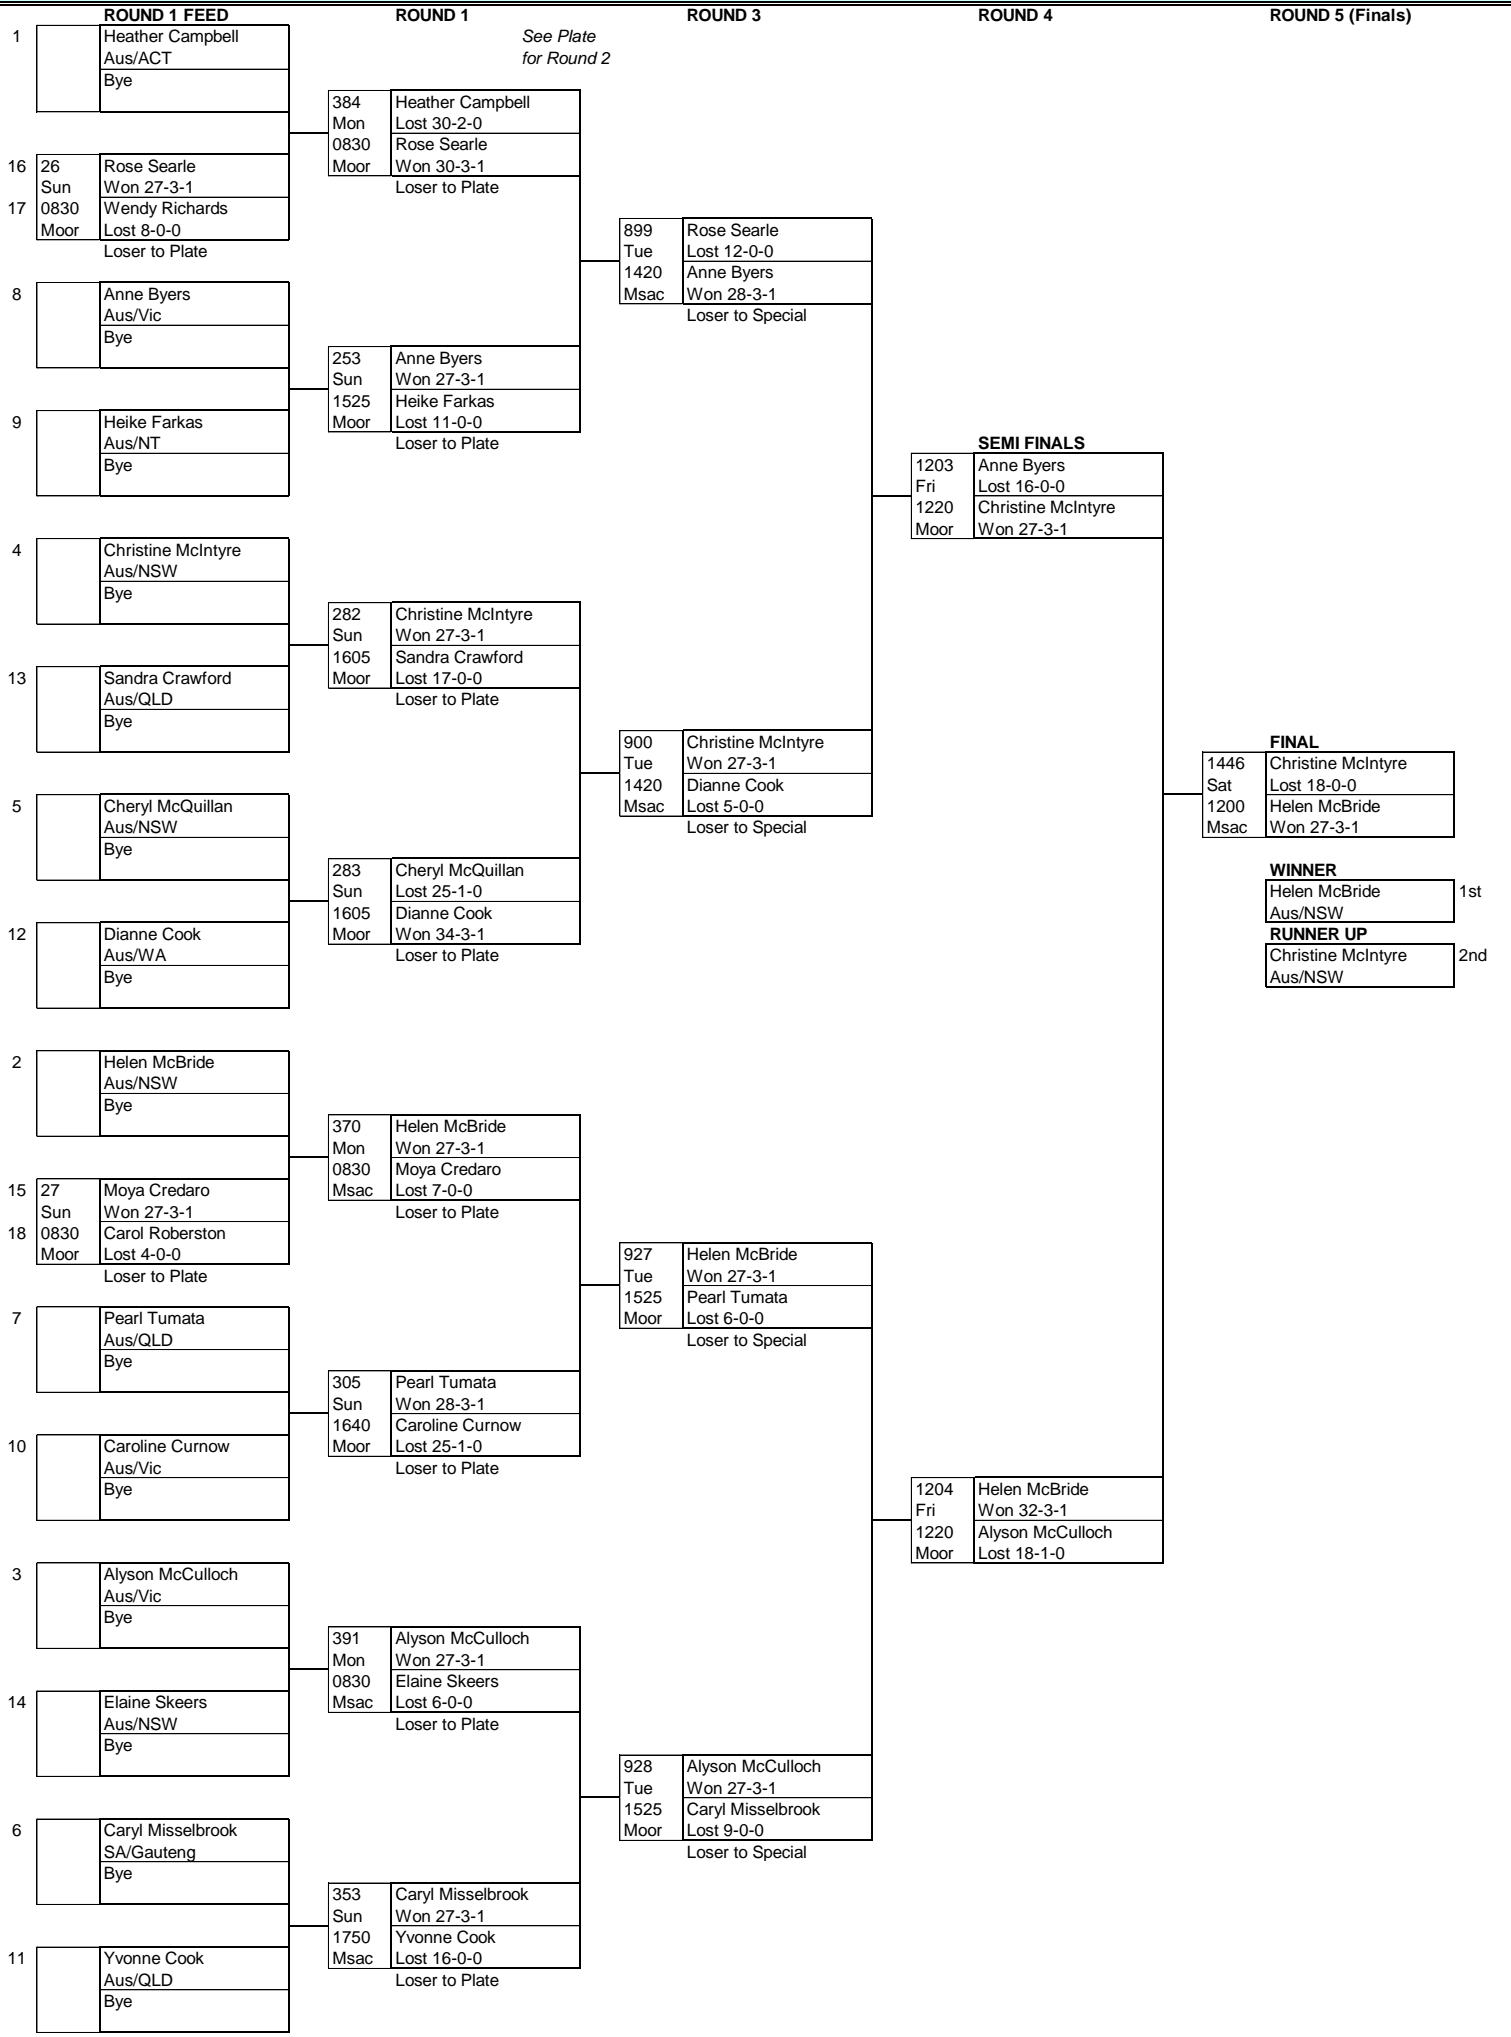 ROUND 1 FEED
1
Heather Campbell
Aus/ACT
Bye
16 26 Rose Searle
Sun Won 27-3-1
17 0830 Wendy Richards
Moor Lost 8-0-0
Loser to Plate
8
Anne Byers
Aus/Vic
Bye
9
Heike Farkas
Aus/NT
Bye
4
Christine McIntyre
Aus/NSW
Bye
13
Sandra Crawford
Aus/QLD
Bye
5
Cheryl McQuillan
Aus/NSW
Bye
12
Dianne Cook
Aus/WA
Bye
2
Helen McBride
Aus/NSW
Bye
15 27 Moya Credaro
Sun Won 27-3-1
18 0830 Carol Roberston
Moor Lost 4-0-0
Loser to Plate
7
Pearl Tumata
Aus/QLD
Bye
10
Caroline Curnow
Aus/Vic
Bye
3
Alyson McCulloch
Aus/Vic
Bye
14
Elaine Skeers
Aus/NSW
Bye
6
Caryl Misselbrook
SA/Gauteng
Bye
11
Yvonne Cook
Aus/QLD
Bye
ROUND 1
See Plate
for Round 2
384 Heather Campbell
Mon Lost 30-2-0
0830 Rose Searle
Moor Won 30-3-1
Loser to Plate
253 Anne Byers
Sun Won 27-3-1
1525 Heike Farkas
Moor Lost 11-0-0
Loser to Plate
282 Christine McIntyre
Sun Won 27-3-1
1605 Sandra Crawford
Moor Lost 17-0-0
Loser to Plate
283 Cheryl McQuillan
Sun Lost 25-1-0
1605 Dianne Cook
Moor Won 34-3-1
Loser to Plate
370 Helen McBride
Mon Won 27-3-1
0830 Moya Credaro
Msac Lost 7-0-0
Loser to Plate
305 Pearl Tumata
Sun Won 28-3-1
1640 Caroline Curnow
Moor Lost 25-1-0
Loser to Plate
391 Alyson McCulloch
Mon Won 27-3-1
0830 Elaine Skeers
Msac Lost 6-0-0
Loser to Plate
353 Caryl Misselbrook
Sun Won 27-3-1
1750 Yvonne Cook
Msac Lost 16-0-0
Loser to Plate
ROUND 3
899 Rose Searle
Tue Lost 12-0-0
1420 Anne Byers
Msac Won 28-3-1
Loser to Special
900 Christine McIntyre
Tue Won 27-3-1
1420 Dianne Cook
Msac Lost 5-0-0
Loser to Special
927 Helen McBride
Tue Won 27-3-1
1525 Pearl Tumata
Moor Lost 6-0-0
Loser to Special
928 Alyson McCulloch
Tue Won 27-3-1
1525 Caryl Misselbrook
Moor Lost 9-0-0
Loser to Special
ROUND 4
SEMI FINALS
1203 Anne Byers
Fri Lost 16-0-0
1220 Christine McIntyre
Moor Won 27-3-1
1204 Helen McBride
Fri Won 32-3-1
1220 Alyson McCulloch
Moor Lost 18-1-0
ROUND 5 (Finals)
FINAL
1446 Christine McIntyre
Sat Lost 18-0-0
1200 Helen McBride
Msac Won 27-3-1
WINNER
Helen McBride 1st
Aus/NSW
RUNNER UP
Christine McIntyre 2nd
Aus/NSW